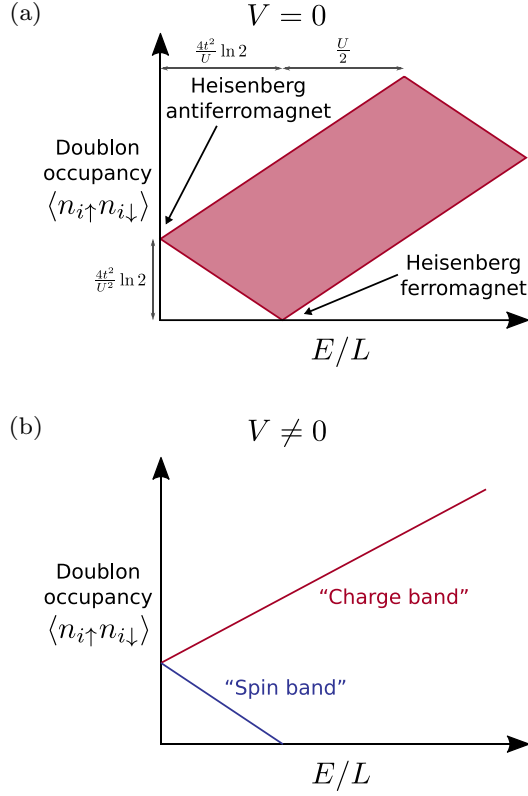 (a)
V = 0
4t²/U ln 2
U/2
Heisenberg
antiferromagnet
Doublon
occupancy
⟨n_{i↑}n_{i↓}⟩
4t²/U² ln 2
Heisenberg
ferromagnet
E/L
(b)
V ≠ 0
Doublon
occupancy
⟨n_{i↑}n_{i↓}⟩
“Charge band”
“Spin band”
E/L